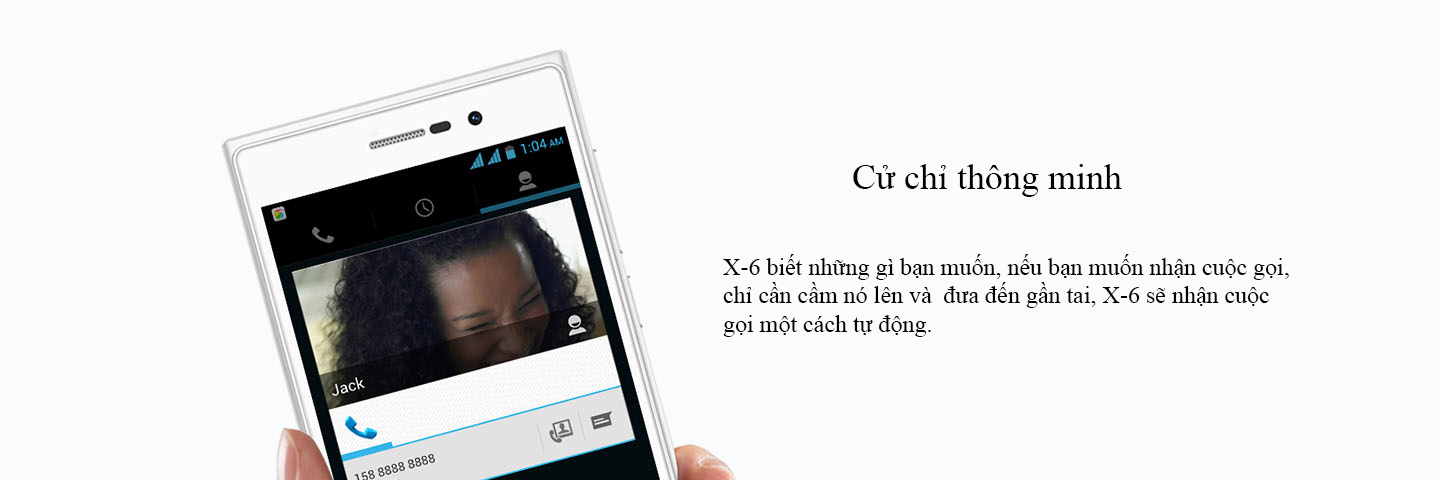 1:04 AM
Cử chỉ thông minh
X-6 biết những gì bạn muốn, nếu bạn muốn nhận cuộc gọi,
chỉ cần cầm nó lên và  đưa đến gần tai, X-6 sẽ nhận cuộc
gọi một cách tự động.
Jack
158 8888 8888